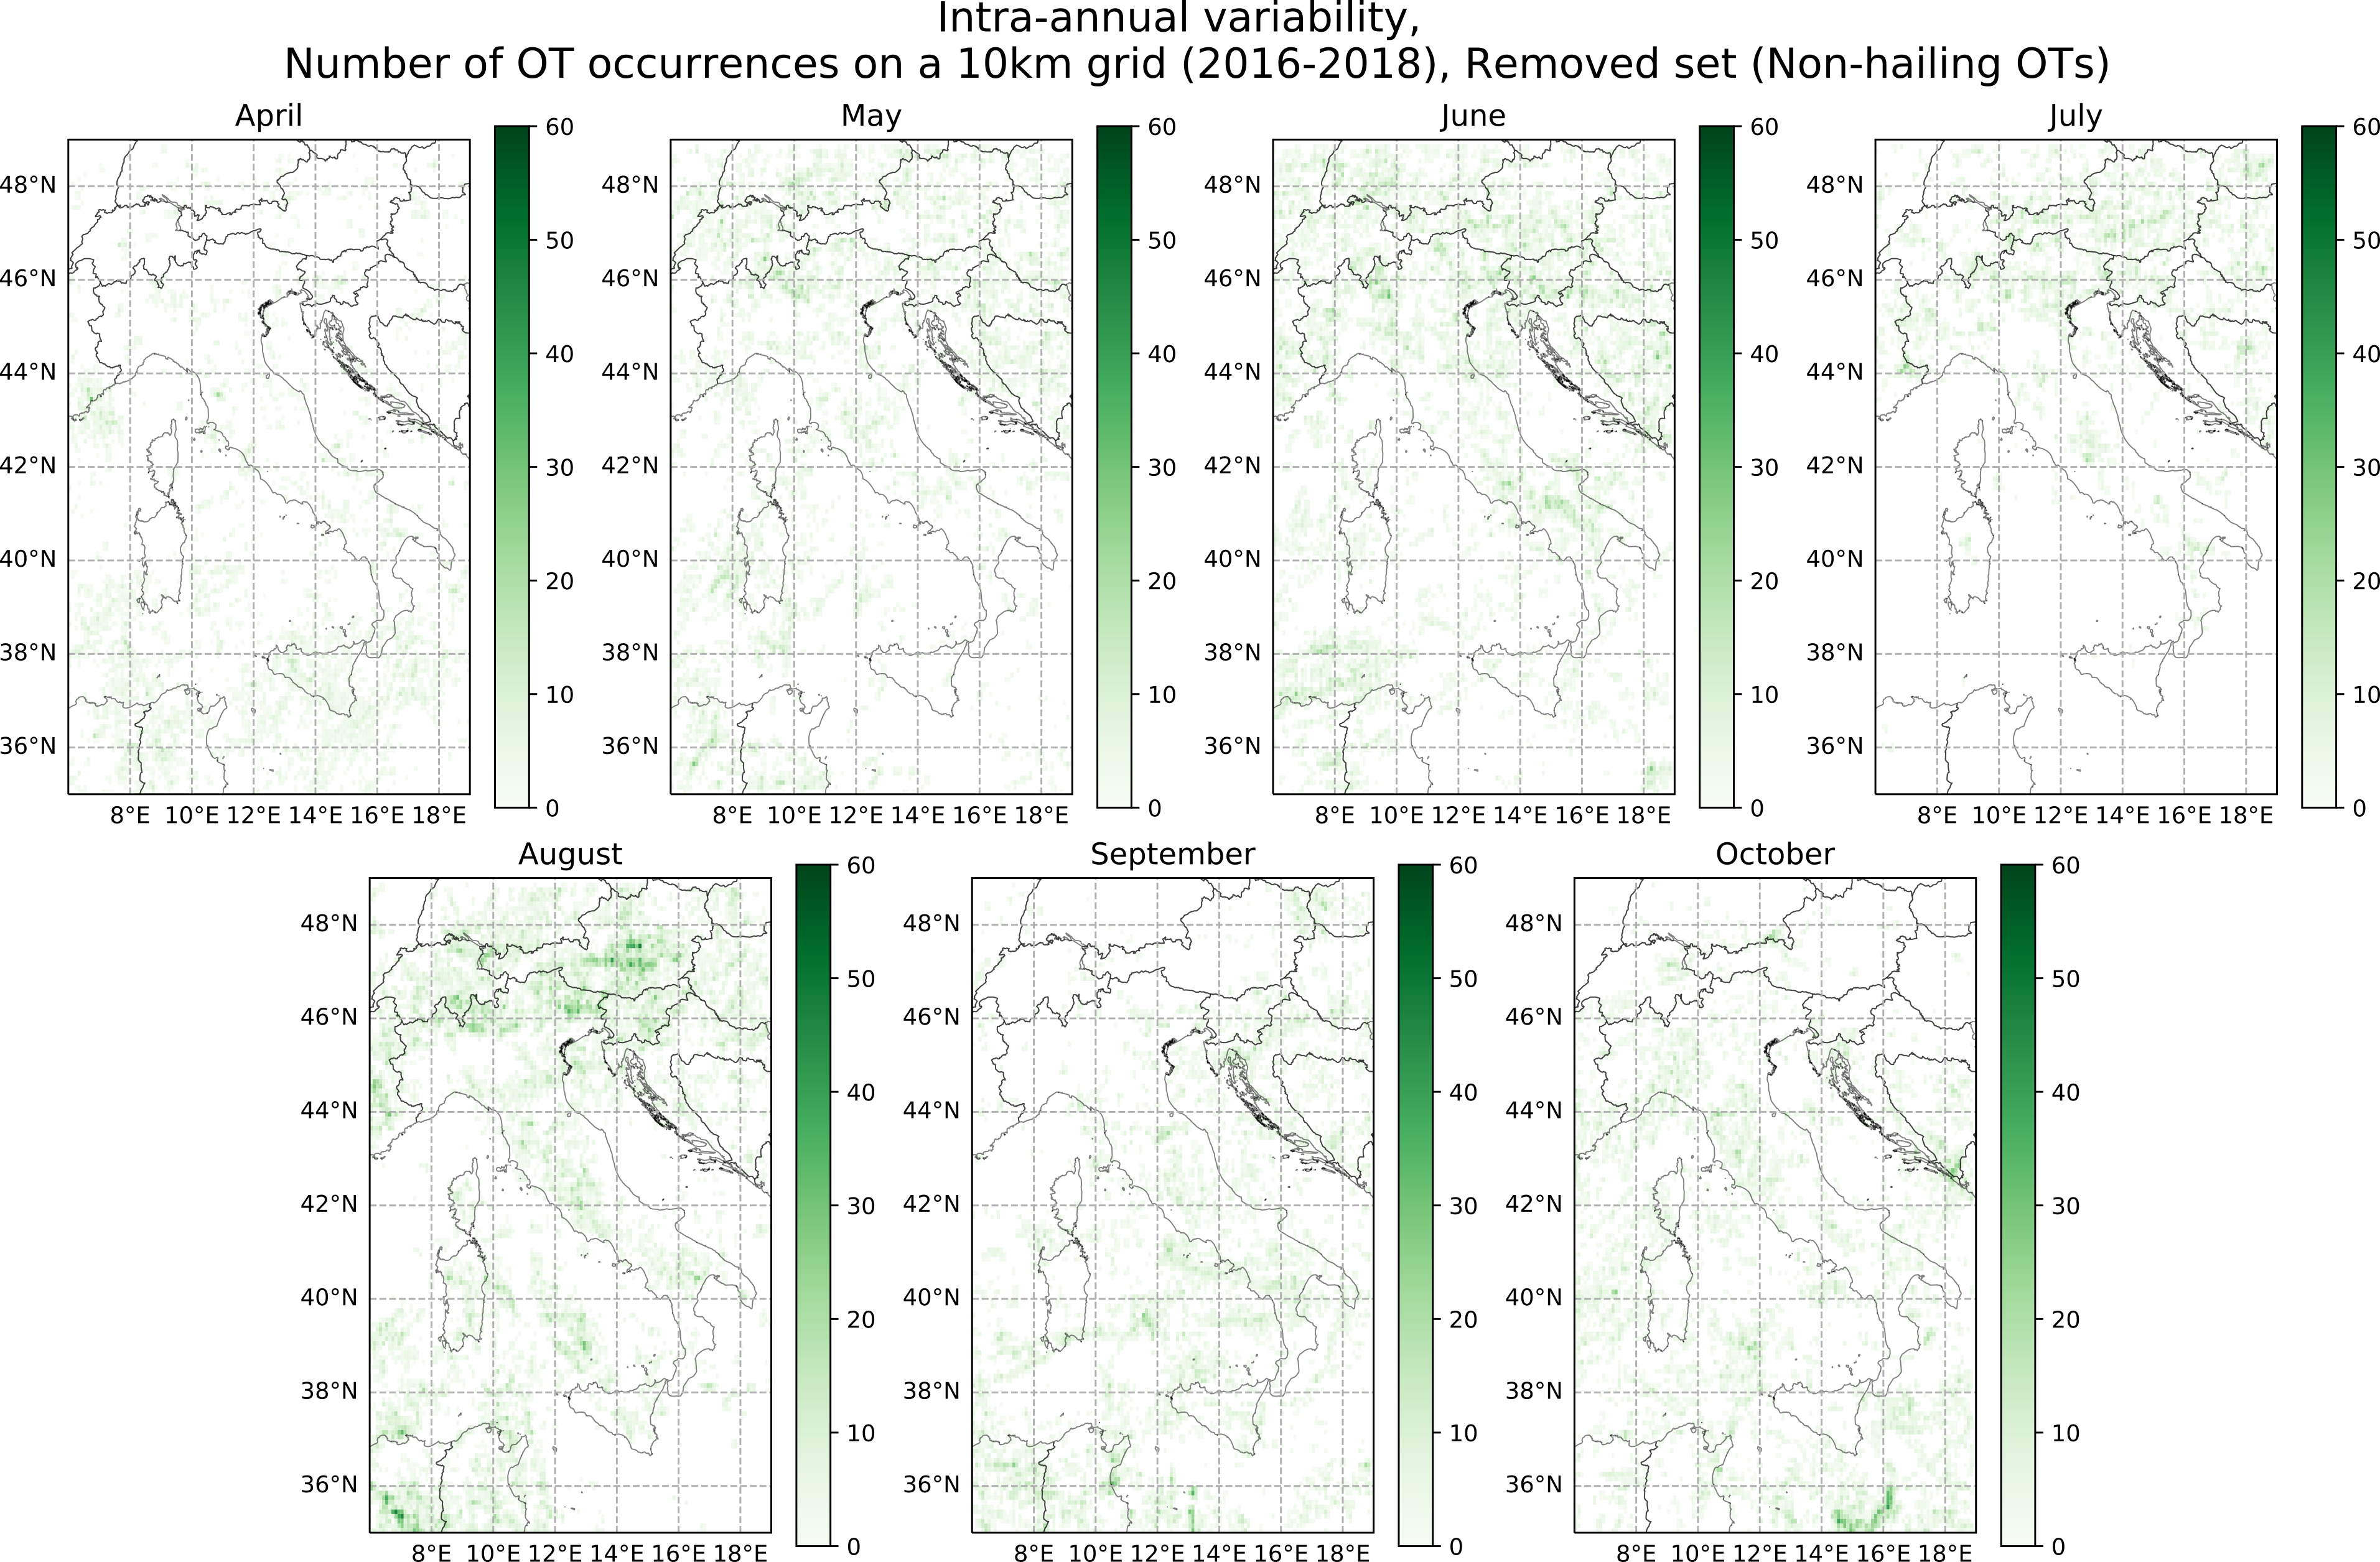 Intra-annual variability,
Number of OT occurrences on a 10km grid (2016-2018), Removed set (Non-hailing OTs)
April
48°N
46°N
44°N
42°N
40°N
38°N
36°N
8°E 10°E 12°E 14°E 16°E 18°E
60
50
40
30
20
10
0
May
48°N
46°N
44°N
42°N
40°N
38°N
36°N
8°E 10°E 12°E 14°E 16°E 18°E
60
50
40
30
20
10
0
June
48°N
46°N
44°N
42°N
40°N
38°N
36°N
8°E 10°E 12°E 14°E 16°E 18°E
60
50
40
30
20
10
0
July
48°N
46°N
44°N
42°N
40°N
38°N
36°N
8°E 10°E 12°E 14°E 16°E 18°E
60
50
40
30
20
10
0
August
48°N
46°N
44°N
42°N
40°N
38°N
36°N
8°E 10°E 12°E 14°E 16°E 18°E
60
50
40
30
20
10
0
September
48°N
46°N
44°N
42°N
40°N
38°N
36°N
8°E 10°E 12°E 14°E 16°E 18°E
60
50
40
30
20
10
0
October
48°N
46°N
44°N
42°N
40°N
38°N
36°N
8°E 10°E 12°E 14°E 16°E 18°E
60
50
40
30
20
10
0